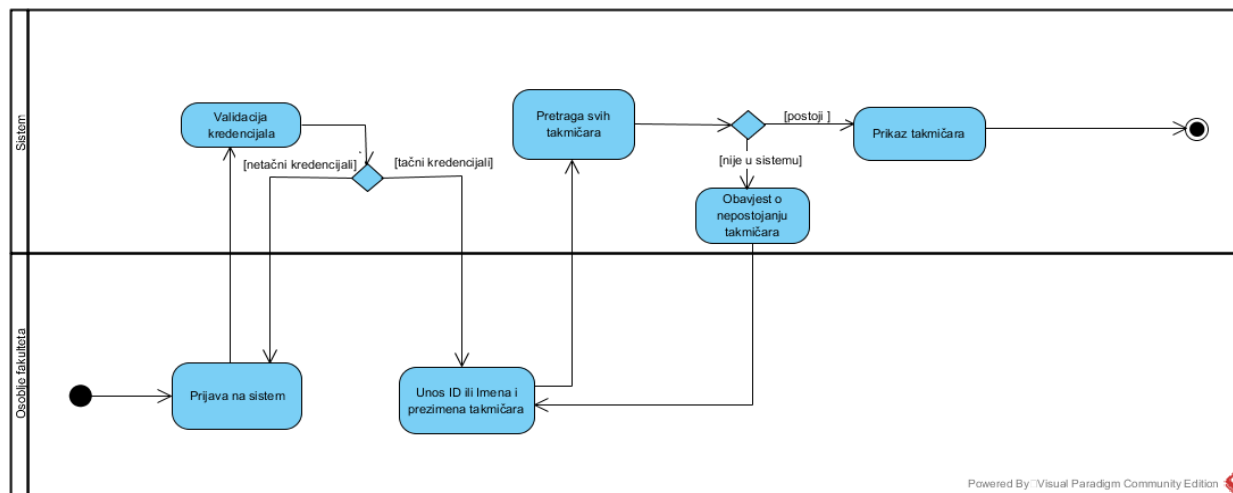 Sistem
Validacija
kredencijala
[netačni kredencijali]
[tačni kredencijali]
Pretraga svih
takmičara
[postoji ]
[nije u sistemu]
Prikaz takmičara
Obavjest o
nepostojanju
takmičara
Osoblje fakulteta
Prijava na sistem
Unos ID ili Imena i
prezimena takmičara
Powered By Visual Paradigm Community Edition